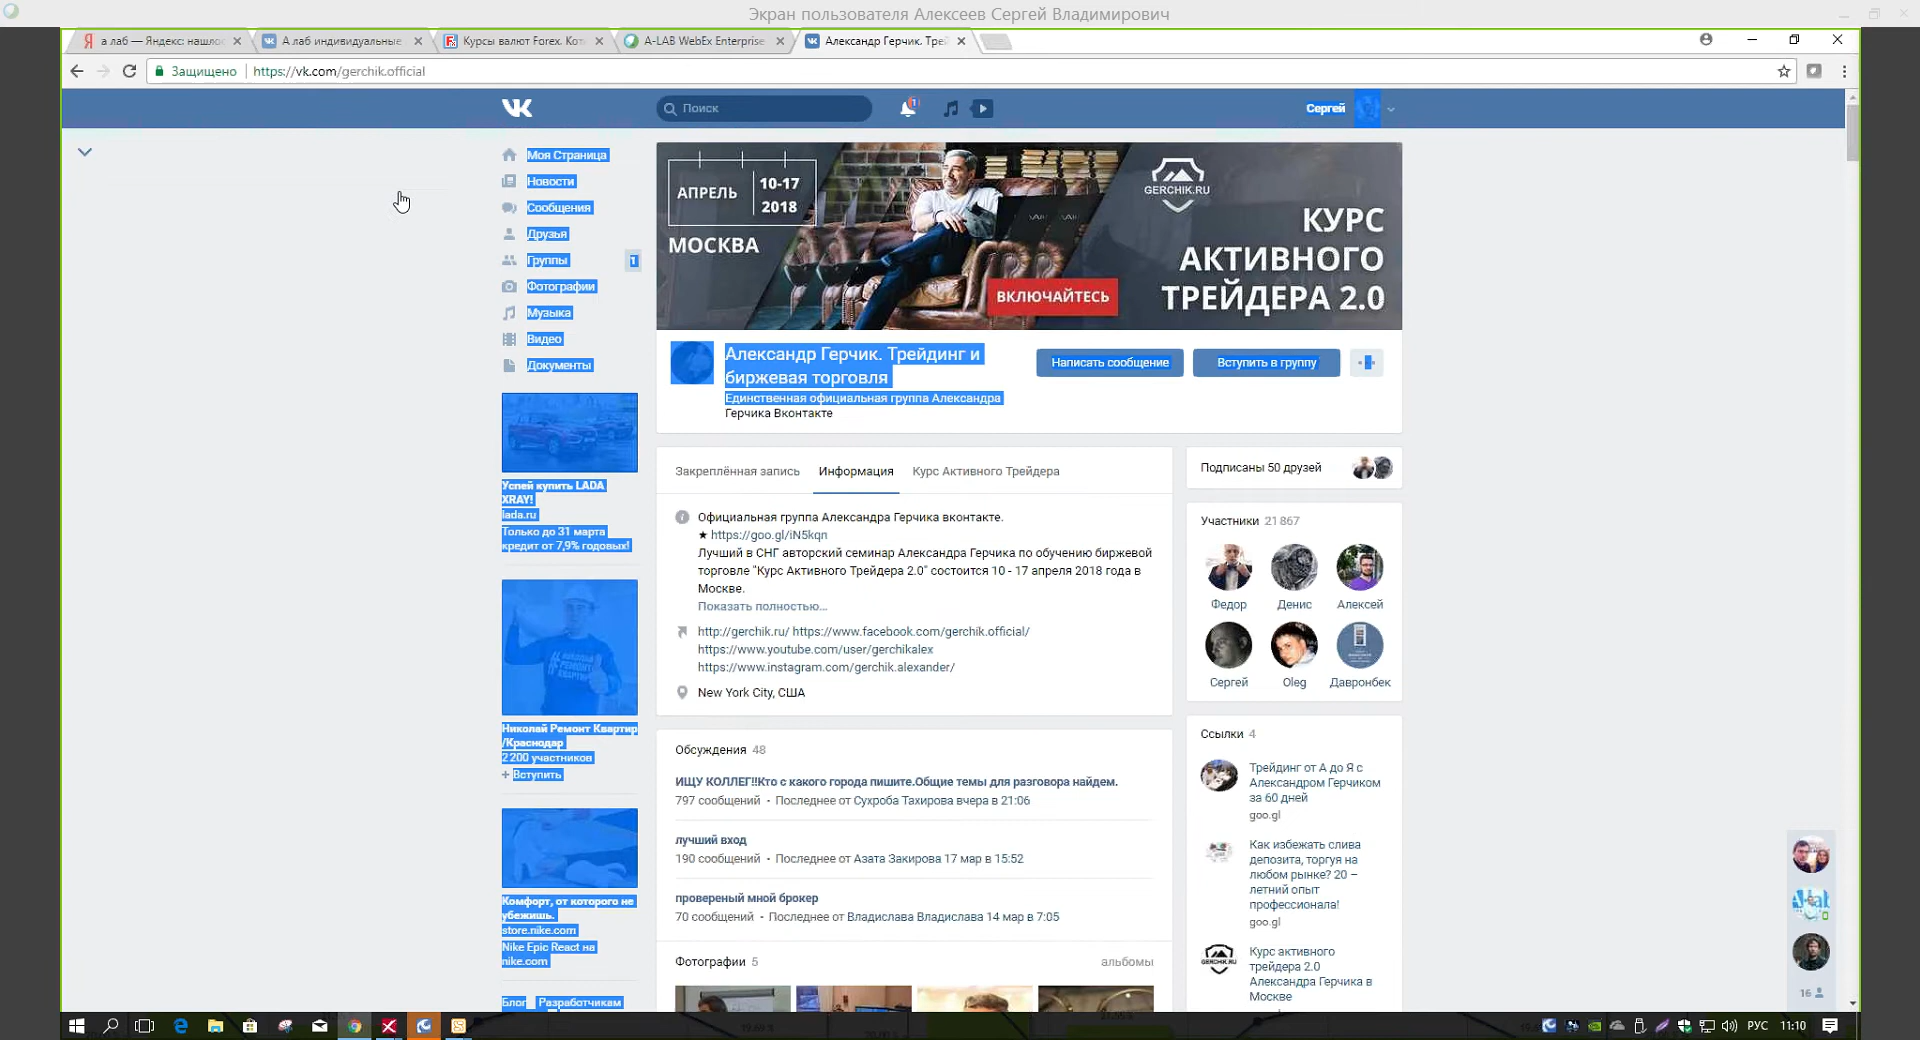 Экран пользователя Алексеев Сергей Владимирович
а лаб — Яндекс: нашло
А лаб индивидуальные
Курсы валют Forex. Кот
A-LAB WebEx Enterprise
Александр Герчик. Трей
Защищено
https://vk.com/gerchik.official
Поиск
1
Сергей
Моя Страница
Новости
Сообщения
Друзья
Группы
1
Фотографии
Музыка
Видео
Документы
Успей купить LADA
XRAY!
lada.ru
Только до 31 марта
кредит от 7,9% годовых!
НИКОЛАЙ
РЕМОНТ
КВАРТИР
Николай Ремонт Квартир
/Краснодар
2 200 участников
+ Вступить
Комфорт, от которого не
убежишь.
store.nike.com
Nike Epic React на
nike.com
Блог Разработчикам
АПРЕЛЬ
10-17
2018
МОСКВА
GERCHIK.RU
КУРС
АКТИВНОГО
ТРЕЙДЕРА 2.0
ВКЛЮЧАЙТЕСЬ
Александр Герчик. Трейдинг и
биржевая торговля
Единственная официальная группа Александра
Герчика Вконтакте
Написать сообщение
Вступить в группу
Закреплённая запись Информация Курс Активного Трейдера
Официальная группа Александра Герчика вконтакте.
★ https://goo.gl/iN5kqn
Лучший в СНГ авторский семинар Александра Герчика по обучению биржевой
торговле "Курс Активного Трейдера 2.0" состоится 10 - 17 апреля 2018 года в
Москве.
Показать полностью...
http://gerchik.ru/ https://www.facebook.com/gerchik.official/
https://www.youtube.com/user/gerchikalex
https://www.instagram.com/gerchik.alexander/
New York City, США
Обсуждения 48
ИЩУ КОЛЛЕГ!!Кто с какого города пишите.Общие темы для разговора найдем.
797 сообщений • Последнее от Сухроба Тахирова вчера в 21:06
лучший вход
190 сообщений • Последнее от Азата Закирова 17 мар в 15:52
провереный мной брокер
70 сообщений • Последнее от Владислава Владислава 14 мар в 7:05
Фотографии 5
альбомы
Подписаны 50 друзей
Участники 21 867
Федор
Денис
Алексей
Сергей
Oleg
Давронбек
Ссылки 4
Трейдинг от А до Я с
Александром Герчиком
за 60 дней
goo.gl
Как избежать слива
депозита, торгуя на
любом рынке? 20 –
летний опыт
профессионала!
goo.gl
GERCHIK.RU
Курс активного
трейдера 2.0
Александра Герчика в
Москве
16
РУС
11:10